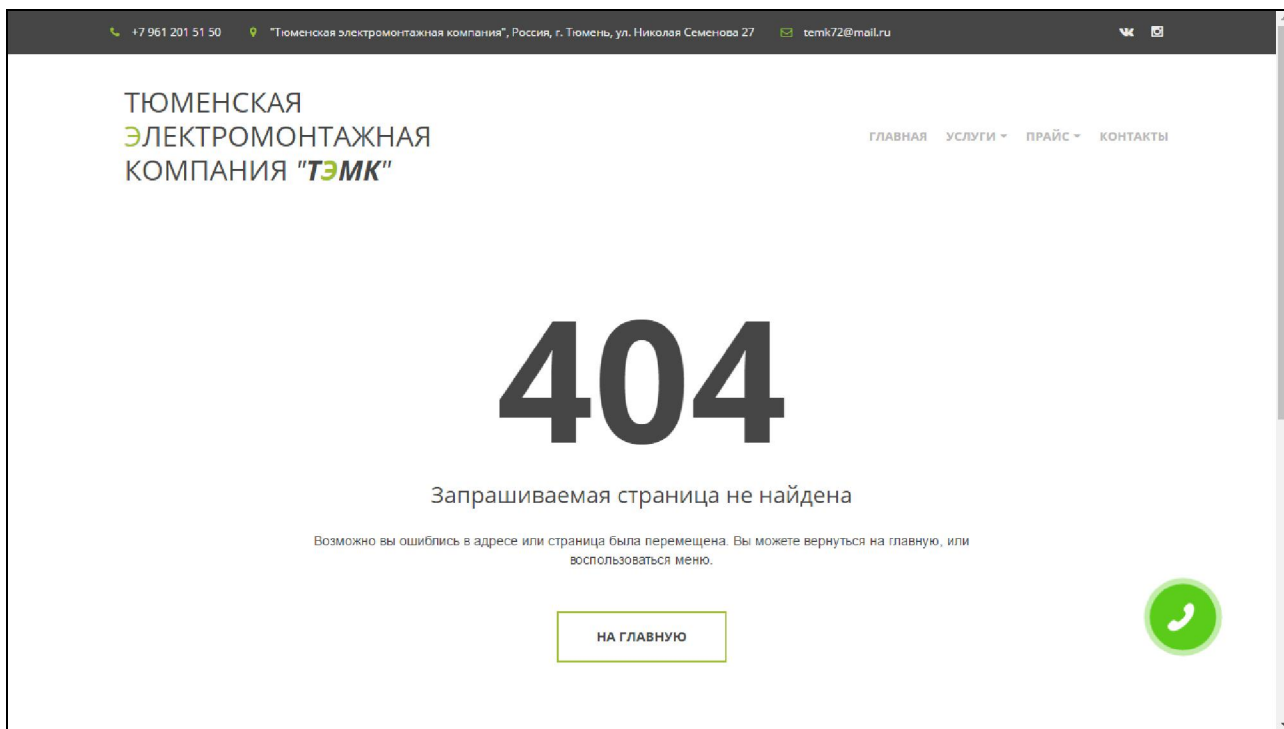 +7 961 201 51 50 "Тюменская электромонтажная компания", Россия, г. Тюмень, ул. Николая Семенова 27 temk72@mail.ru
ТЮМЕНСКАЯ
ЭЛЕКТРОМОНТАЖНАЯ
КОМПАНИЯ "ТЭМК"
ГЛАВНАЯ УСЛУГИ ПРАЙС КОНТАКТЫ
404
Запрашиваемая страница не найдена
Возможно вы ошиблись в адресе или страница была перемещена. Вы можете вернуться на главную, или
воспользоваться меню.
НА ГЛАВНУЮ